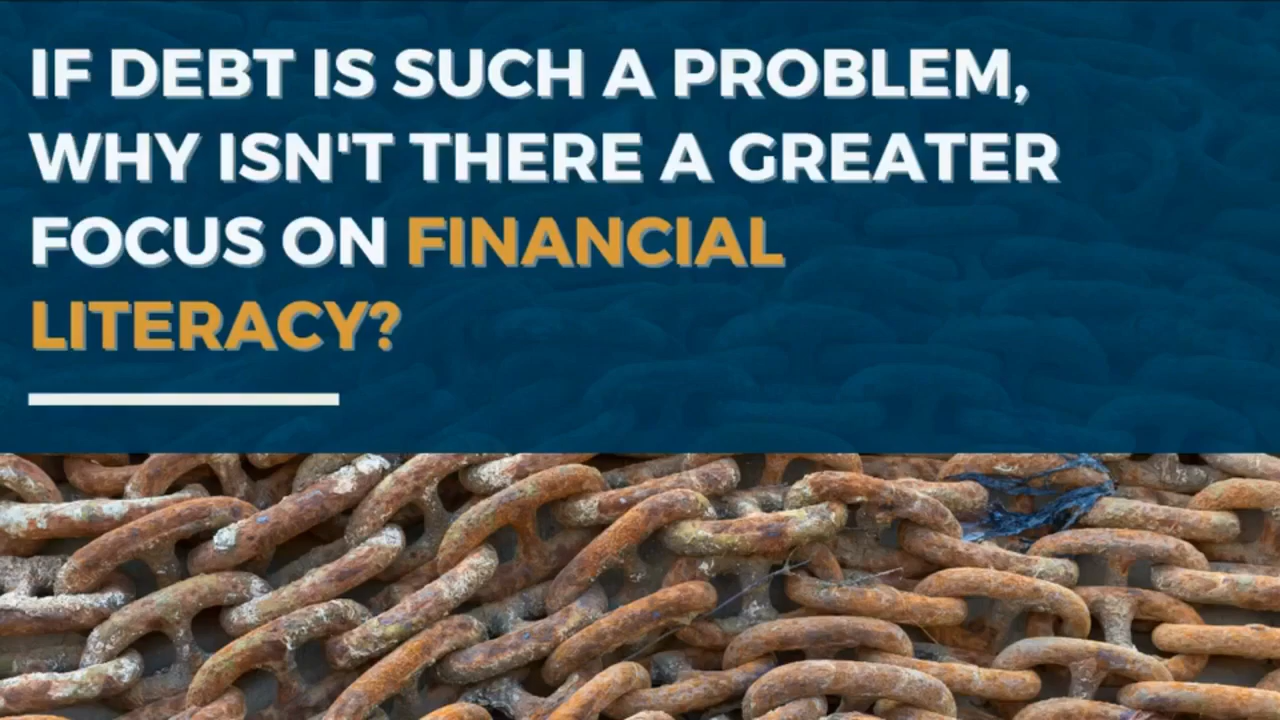 IF DEBT IS SUCH A PROBLEM,
WHY ISN'T THERE A GREATER
FOCUS ON FINANCIAL
LITERACY?